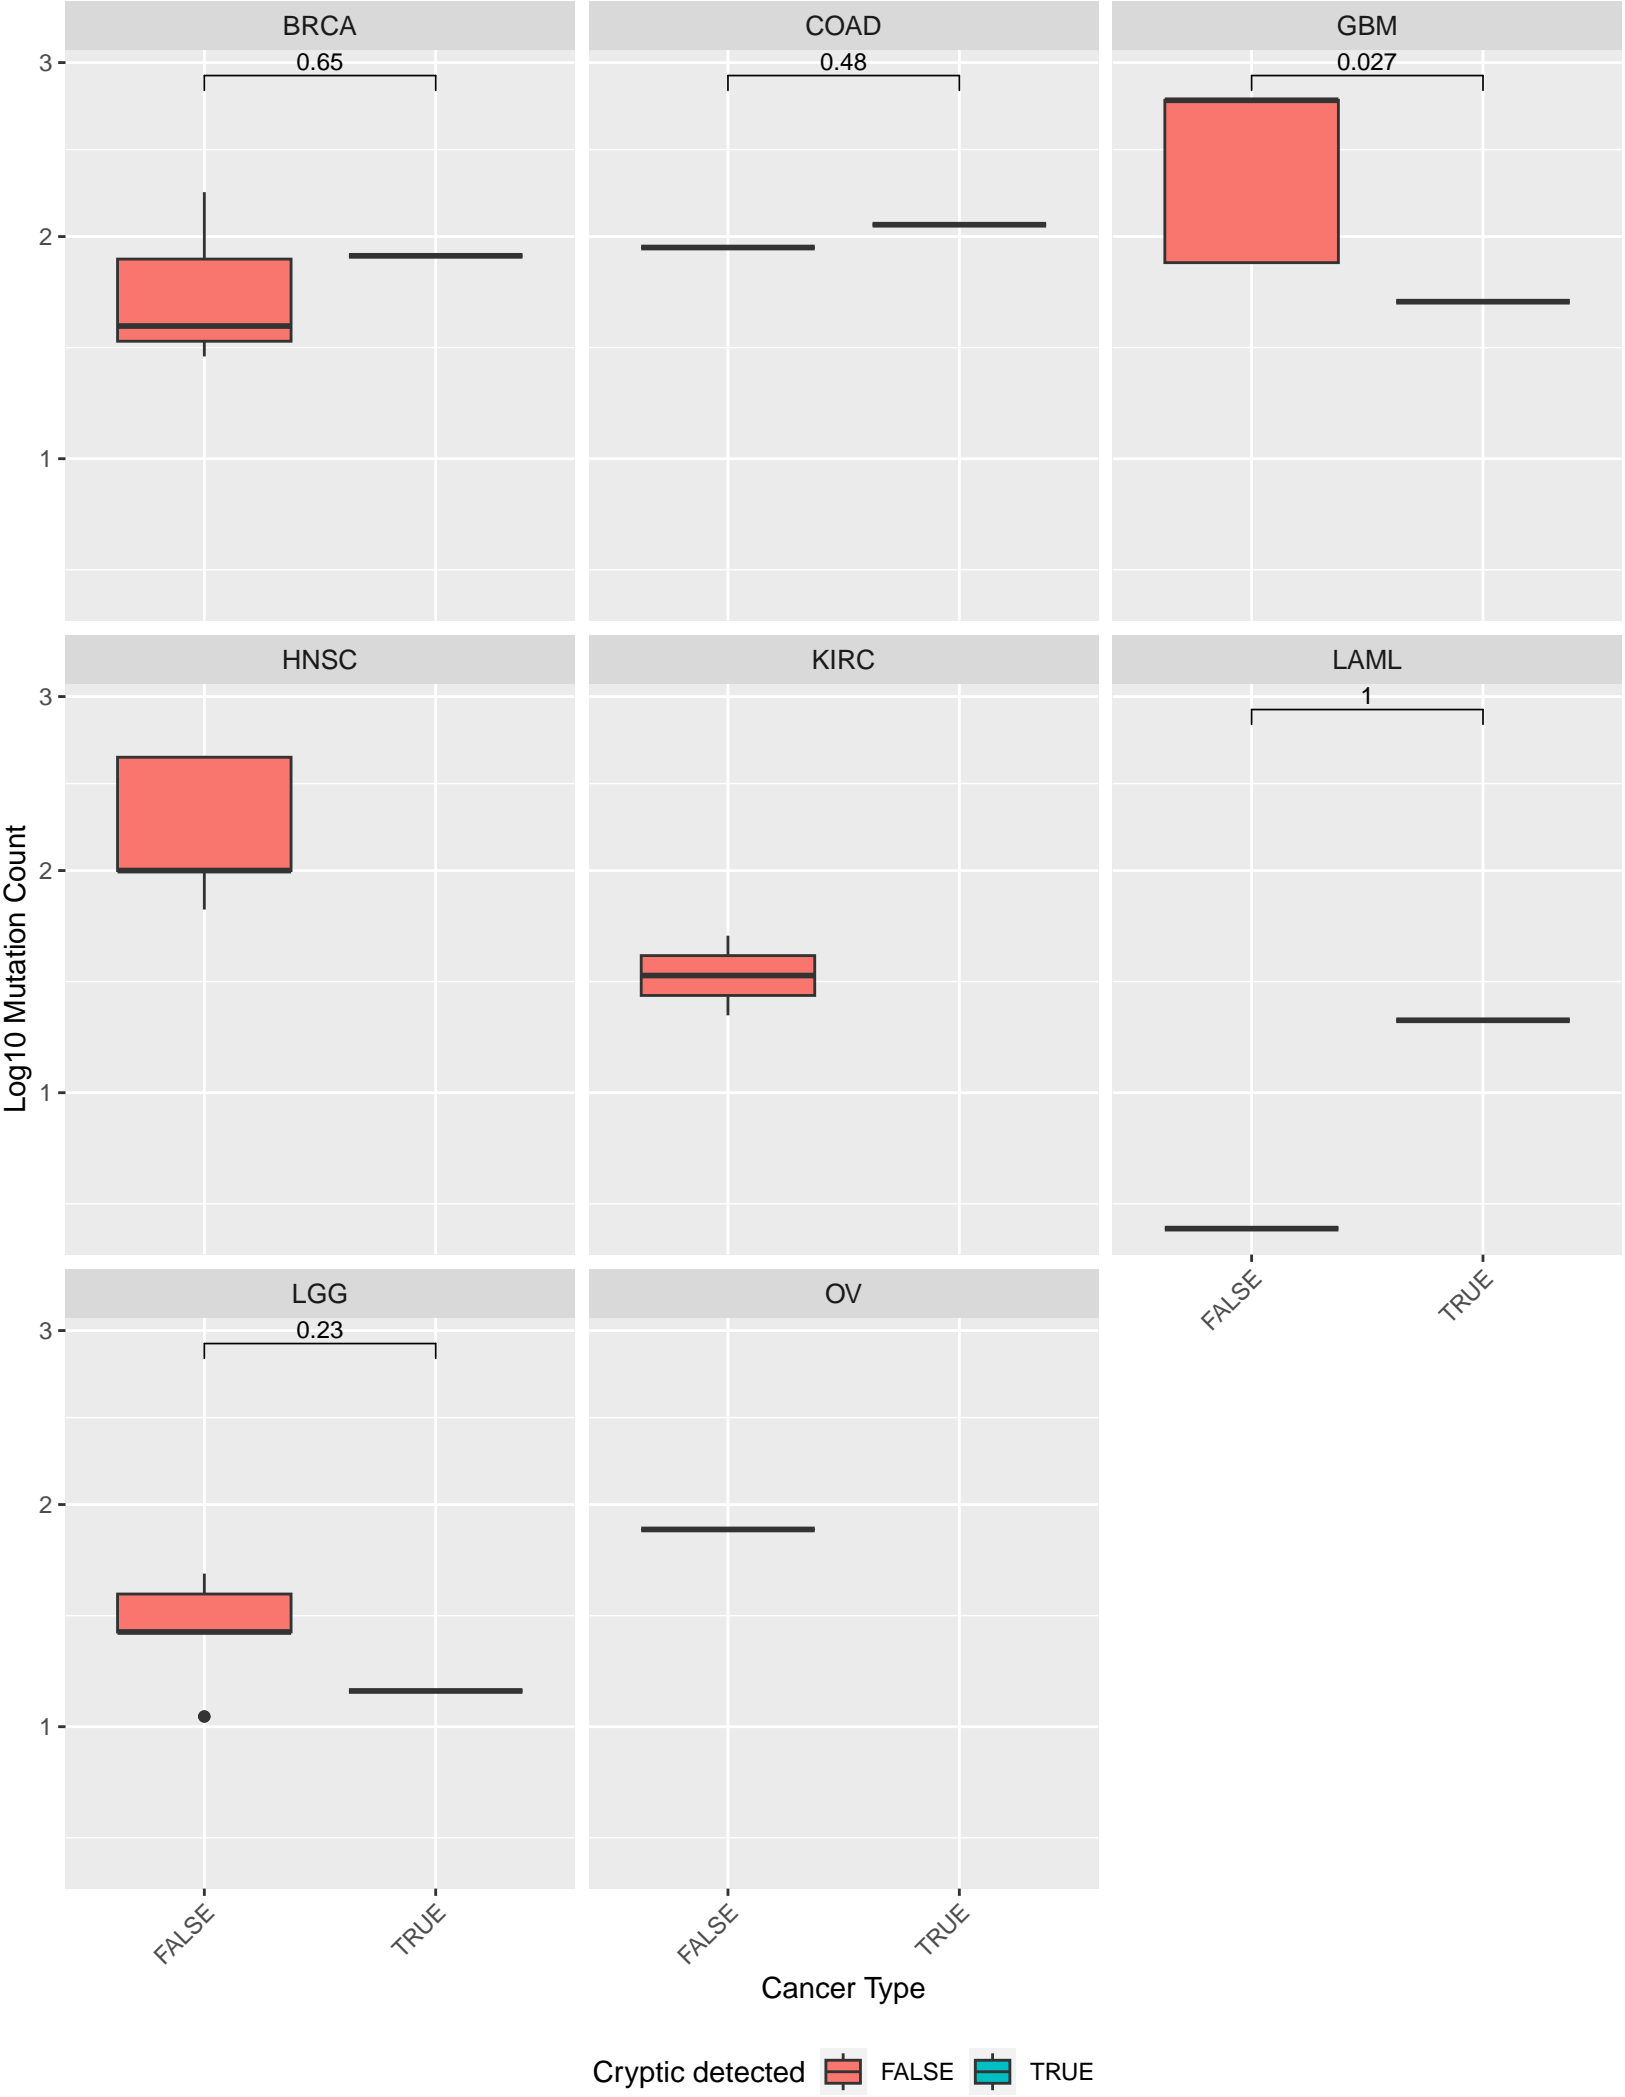 BRCA COAD GBM
3 0.65 0.48 0.027
2
1
HNSC KIRC LAML
3 1
2
1
LGG OV FALSE TRUE
3 0.23
2
1
FALSE TRUE FALSE TRUE
Log10 Mutation Count
Cancer Type
Cryptic detected FALSE TRUE